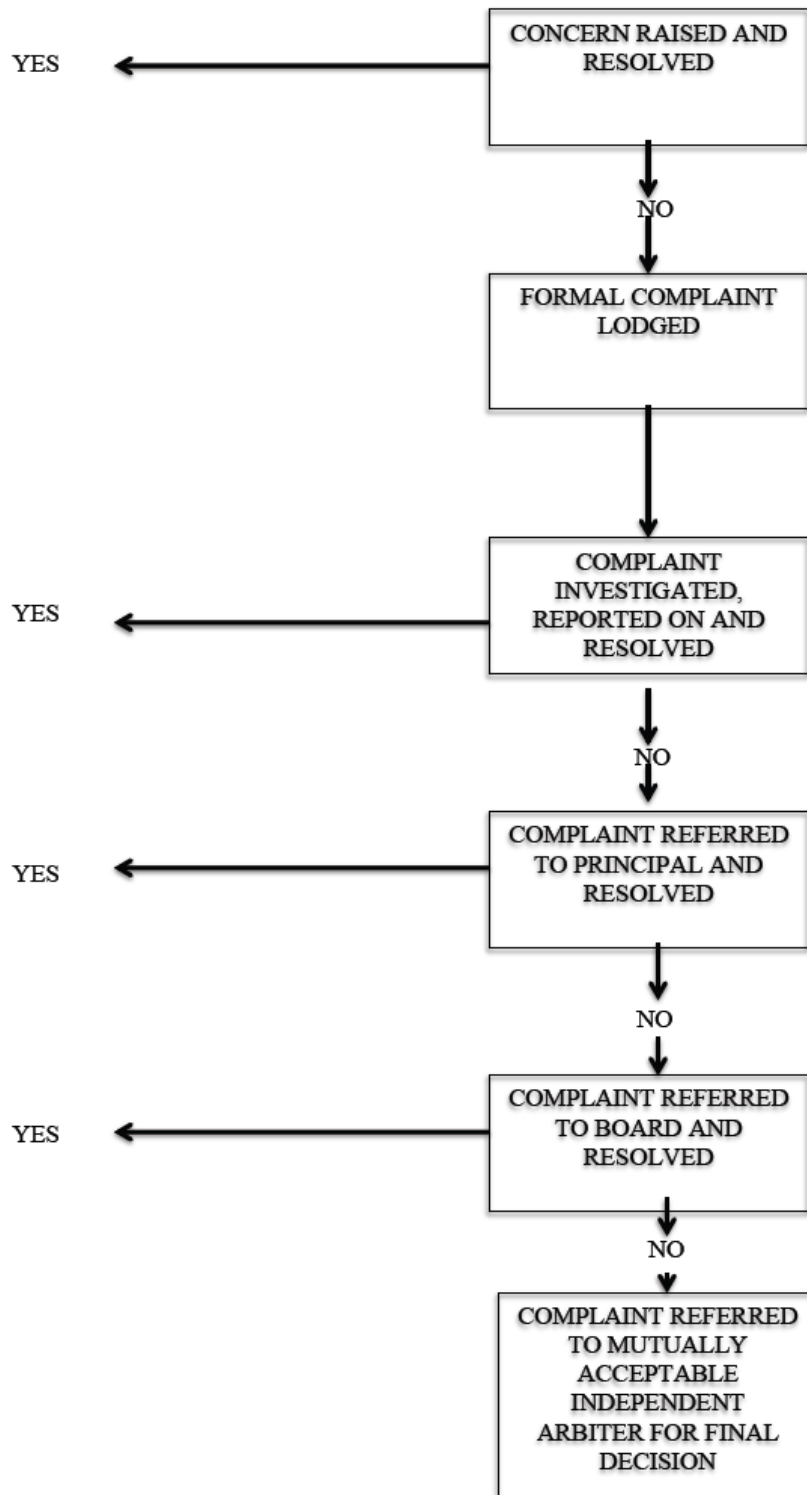 CONCERN RAISED AND
RESOLVED
YES
NO
FORMAL COMPLAINT
LODGED
COMPLAINT
INVESTIGATED,
REPORTED ON AND
RESOLVED
YES
NO
COMPLAINT REFERRED
TO PRINCIPAL AND
RESOLVED
YES
NO
COMPLAINT REFERRED
TO BOARD AND
RESOLVED
YES
NO
COMPLAINT REFERRED
TO MUTUALLY
ACCEPTABLE
INDEPENDENT
ARBITER FOR FINAL
DECISION